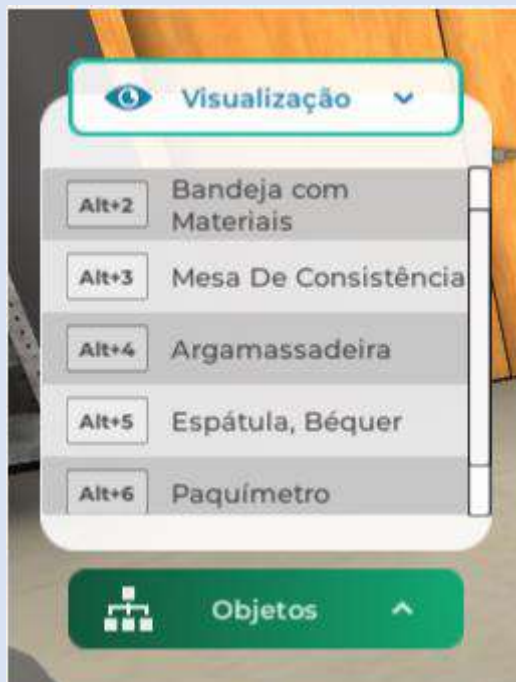 Visualização
Alt+2
Bandeja com
Materiais
Alt+3
Mesa De Consistência
Alt+4
Argamassadeira
Alt+5
Espátula, Béquer
Alt+6
Paquímetro
Objetos